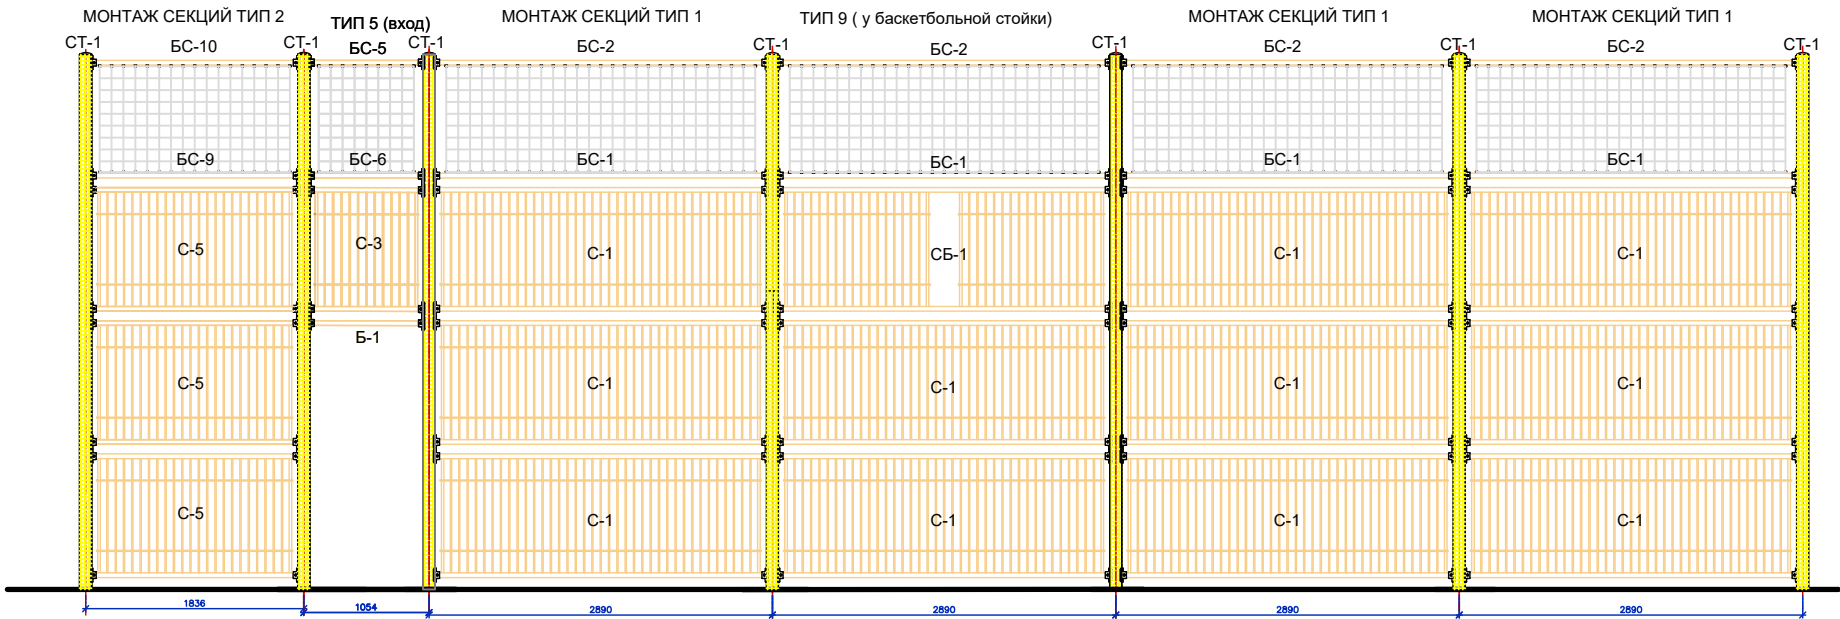 МОНТАЖ СЕКЦИЙ ТИП 2
ТИП 5 (вход)
МОНТАЖ СЕКЦИЙ ТИП 1
ТИП 9 ( у баскетбольной стойки)
МОНТАЖ СЕКЦИЙ ТИП 1
МОНТАЖ СЕКЦИЙ ТИП 1
СТ-1
БС-10
СТ-1
БС-5
СТ-1
БС-2
СТ-1
БС-2
СТ-1
БС-2
СТ-1
БС-2
СТ-1
БС-9
БС-6
БС-1
БС-1
БС-1
БС-1
С-5
С-3
С-1
СБ-1
С-1
С-1
Б-1
С-5
С-1
С-1
С-1
С-1
С-5
С-1
С-1
С-1
С-1
1836
1054
2890
2890
2890
2890